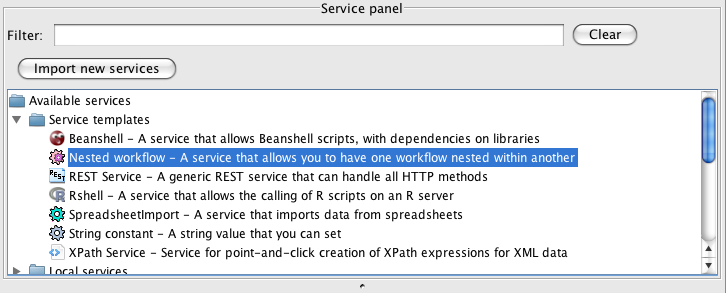 Service panel
Filter:
Clear
Import new services
Available services
Service templates
Beanshell – A service that allows Beanshell scripts, with dependencies on libraries
Nested workflow – A service that allows you to have one workflow nested within another
REST Service – A generic REST service that can handle all HTTP methods
Rshell – A service that allows the calling of R scripts on an R server
SpreadsheetImport – A service that imports data from spreadsheets
String constant – A string value that you can set
XPath Service – Service for point-and-click creation of XPath expressions for XML data
Local services